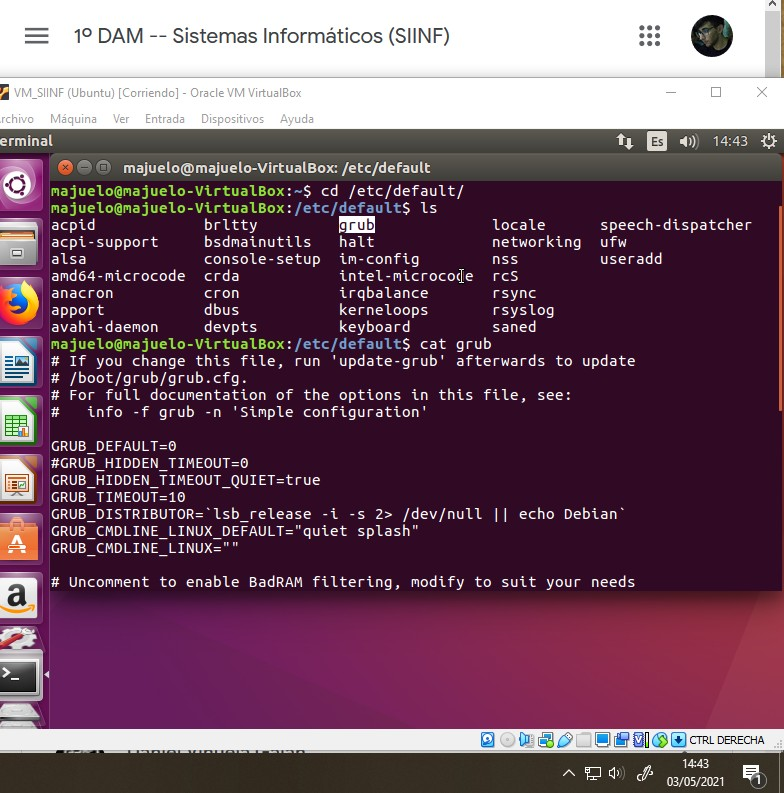 1º DAM -- Sistemas Informáticos (SIINF)
VM_SIINF (Ubuntu) [Corriendo] - Oracle VM VirtualBox
rchivo Máquina Ver Entrada Dispositivos Ayuda
erminal Es 14:43
majuelo@majuelo-VirtualBox: /etc/default
majuelo@majuelo-VirtualBox:~$ cd /etc/default/
majuelo@majuelo-VirtualBox:/etc/default$ ls
acpid brltty grub locale speech-dispatcher
acpi-support bsdmainutils halt networking ufw
alsa console-setup im-config nss useradd
amd64-microcode crda intel-microcode rcS
anacron cron irqbalance rsync
apport dbus kerneloops rsyslog
avahi-daemon devpts keyboard saned
majuelo@majuelo-VirtualBox:/etc/default$ cat grub
# If you change this file, run 'update-grub' afterwards to update
# /boot/grub/grub.cfg.
# For full documentation of the options in this file, see:
#   info -f grub -n 'Simple configuration'
GRUB_DEFAULT=0
#GRUB_HIDDEN_TIMEOUT=0
GRUB_HIDDEN_TIMEOUT_QUIET=true
GRUB_TIMEOUT=10
GRUB_DISTRIBUTOR=`lsb_release -i -s 2> /dev/null || echo Debian`
GRUB_CMDLINE_LINUX_DEFAULT="quiet splash"
GRUB_CMDLINE_LINUX=""
# Uncomment to enable BadRAM filtering, modify to suit your needs
CTRL DERECHA
14:43
03/05/2021
1